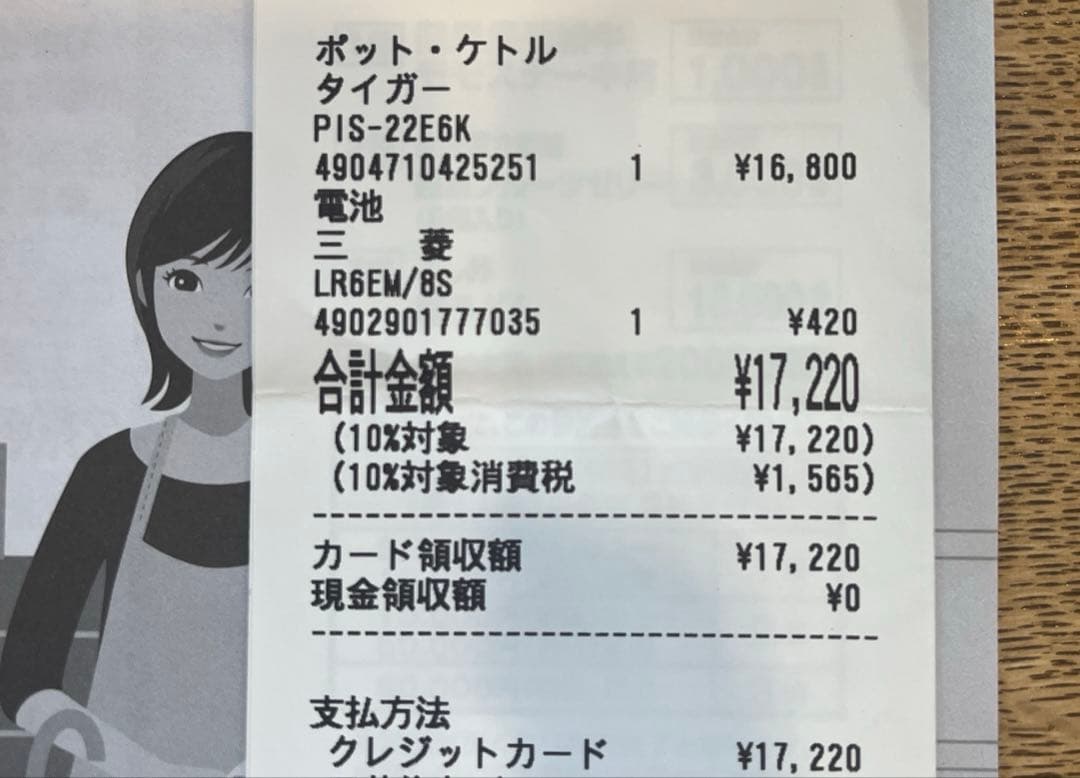 ポット・ケトル
タイガー
PIS-22E6K
4904710425251 1 ¥16,800
電池
三 菱
LR6EM/8S
4902901777035 1 ¥420
合計金額 ¥17,220
(10%対象 ¥17,220)
(10%対象消費税 ¥1,565)
カード領収額 ¥17,220
現金領収額 ¥0
支払方法
クレジットカード ¥17,220